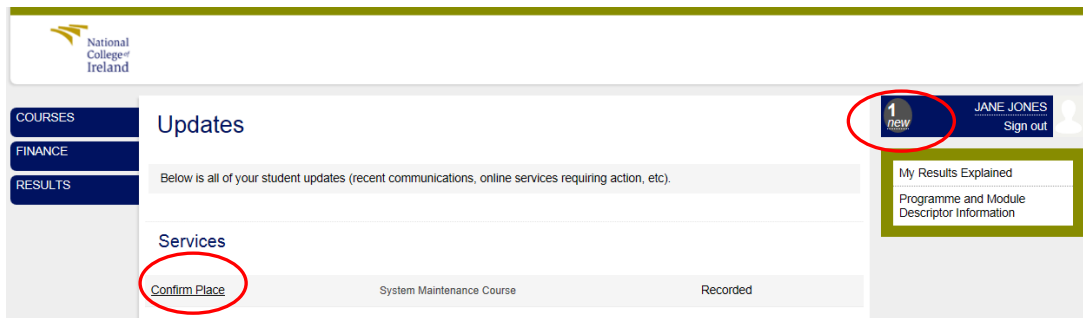 National
College of
Ireland
COURSES
FINANCE
RESULTS
Updates
Below is all of your student updates (recent communications, online services requiring action, etc).
Services
Confirm Place System Maintenance Course Recorded
1
new
JANE JONES
Sign out
My Results Explained
Programme and Module
Descriptor Information